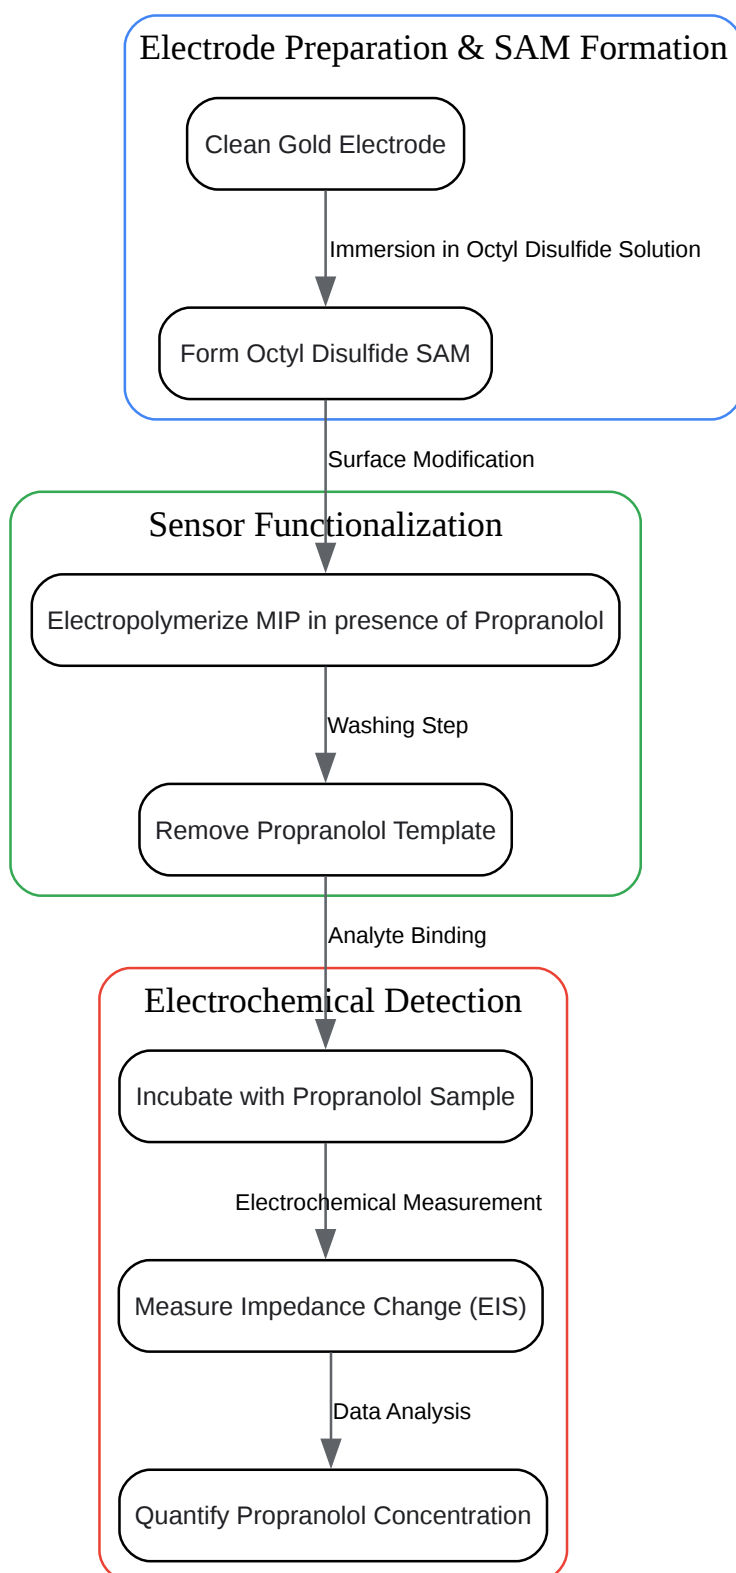 Electrode Preparation & SAM Formation
Clean Gold Electrode
Immersion in Octyl Disulfide Solution
Form Octyl Disulfide SAM
Surface Modification
Sensor Functionalization
Electropolymerize MIP in presence of Propranolol
Washing Step
Remove Propranolol Template
Analyte Binding
Electrochemical Detection
Incubate with Propranolol Sample
Electrochemical Measurement
Measure Impedance Change (EIS)
Data Analysis
Quantify Propranolol Concentration